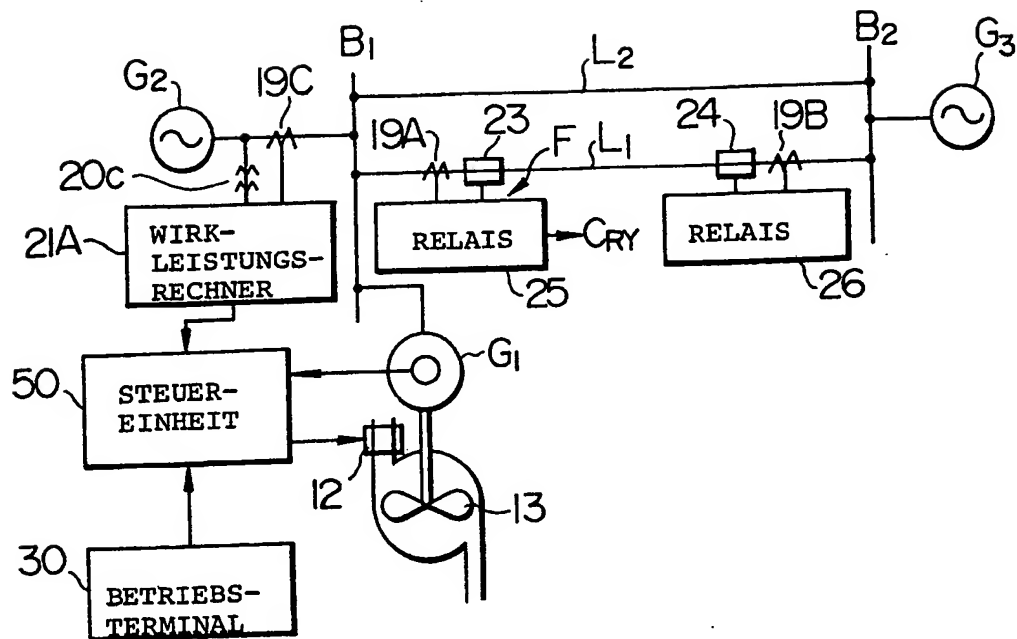 B1
B2
G2
G3
19C
L2
19A
23
24
19B
F
L1
20c
21A
WIRK-
LEISTUNGS-
RECHNER
RELAIS
CRY
RELAIS
25
26
G1
50
STEUER-
EINHEIT
12
13
30
BETRIEBS-
TERMINAL